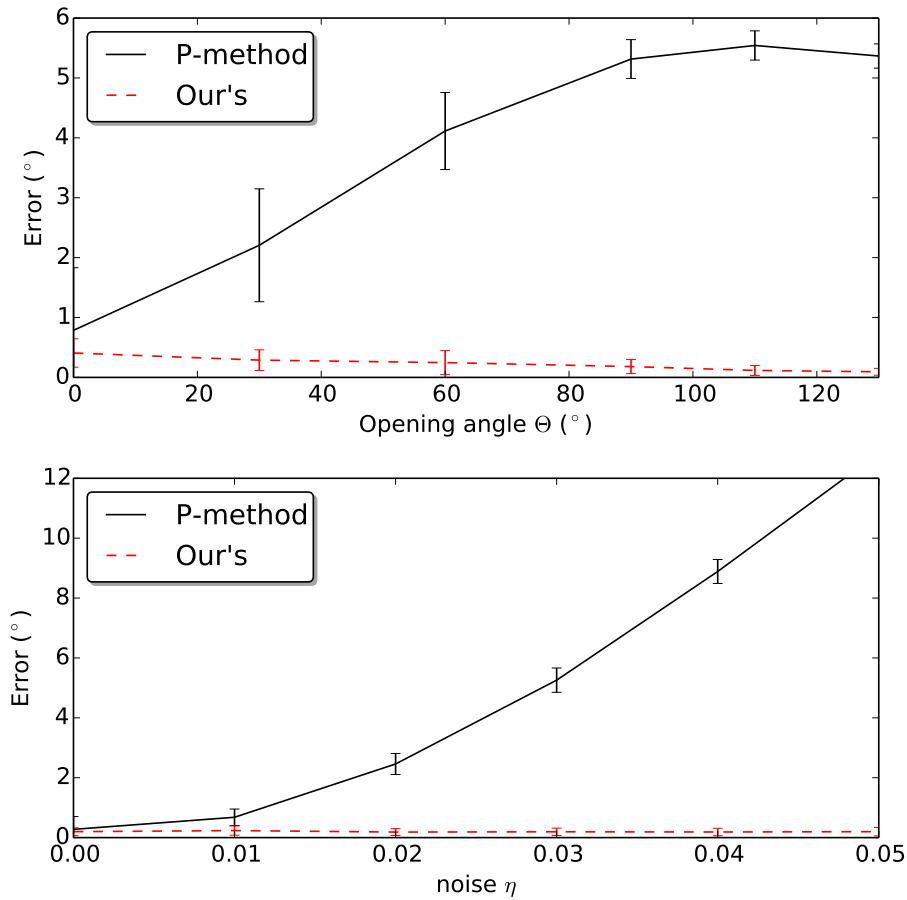 6
5
4
3
2
1
0
Error (°)
P-method
Our's
0 20 40 60 80 100 120
Opening angle Θ (°)
12
10
8
6
4
2
0
Error (°)
P-method
Our's
0.00 0.01 0.02 0.03 0.04 0.05
noise η